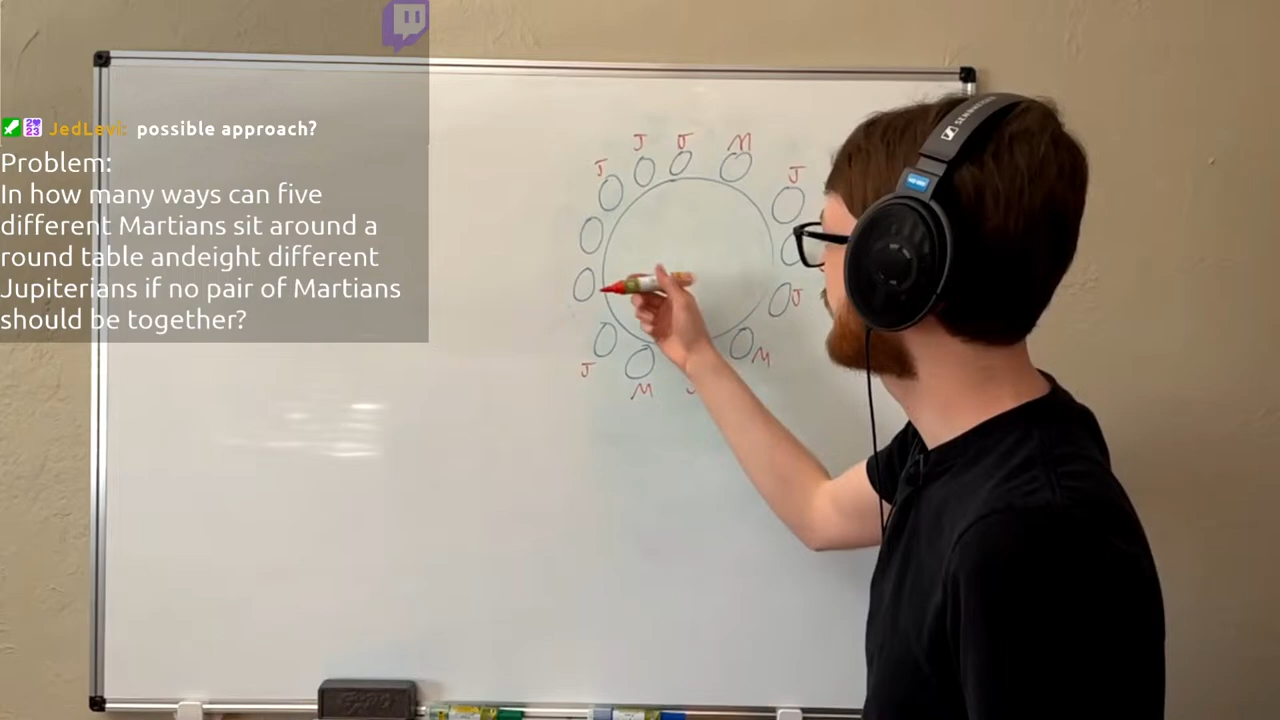 JedLevi: possible approach?
Problem:
In how many ways can five
different Martians sit around a
round table andeight different
Jupiterians if no pair of Martians
should be together?
J J J M J
J
J M M
SENNHEISER